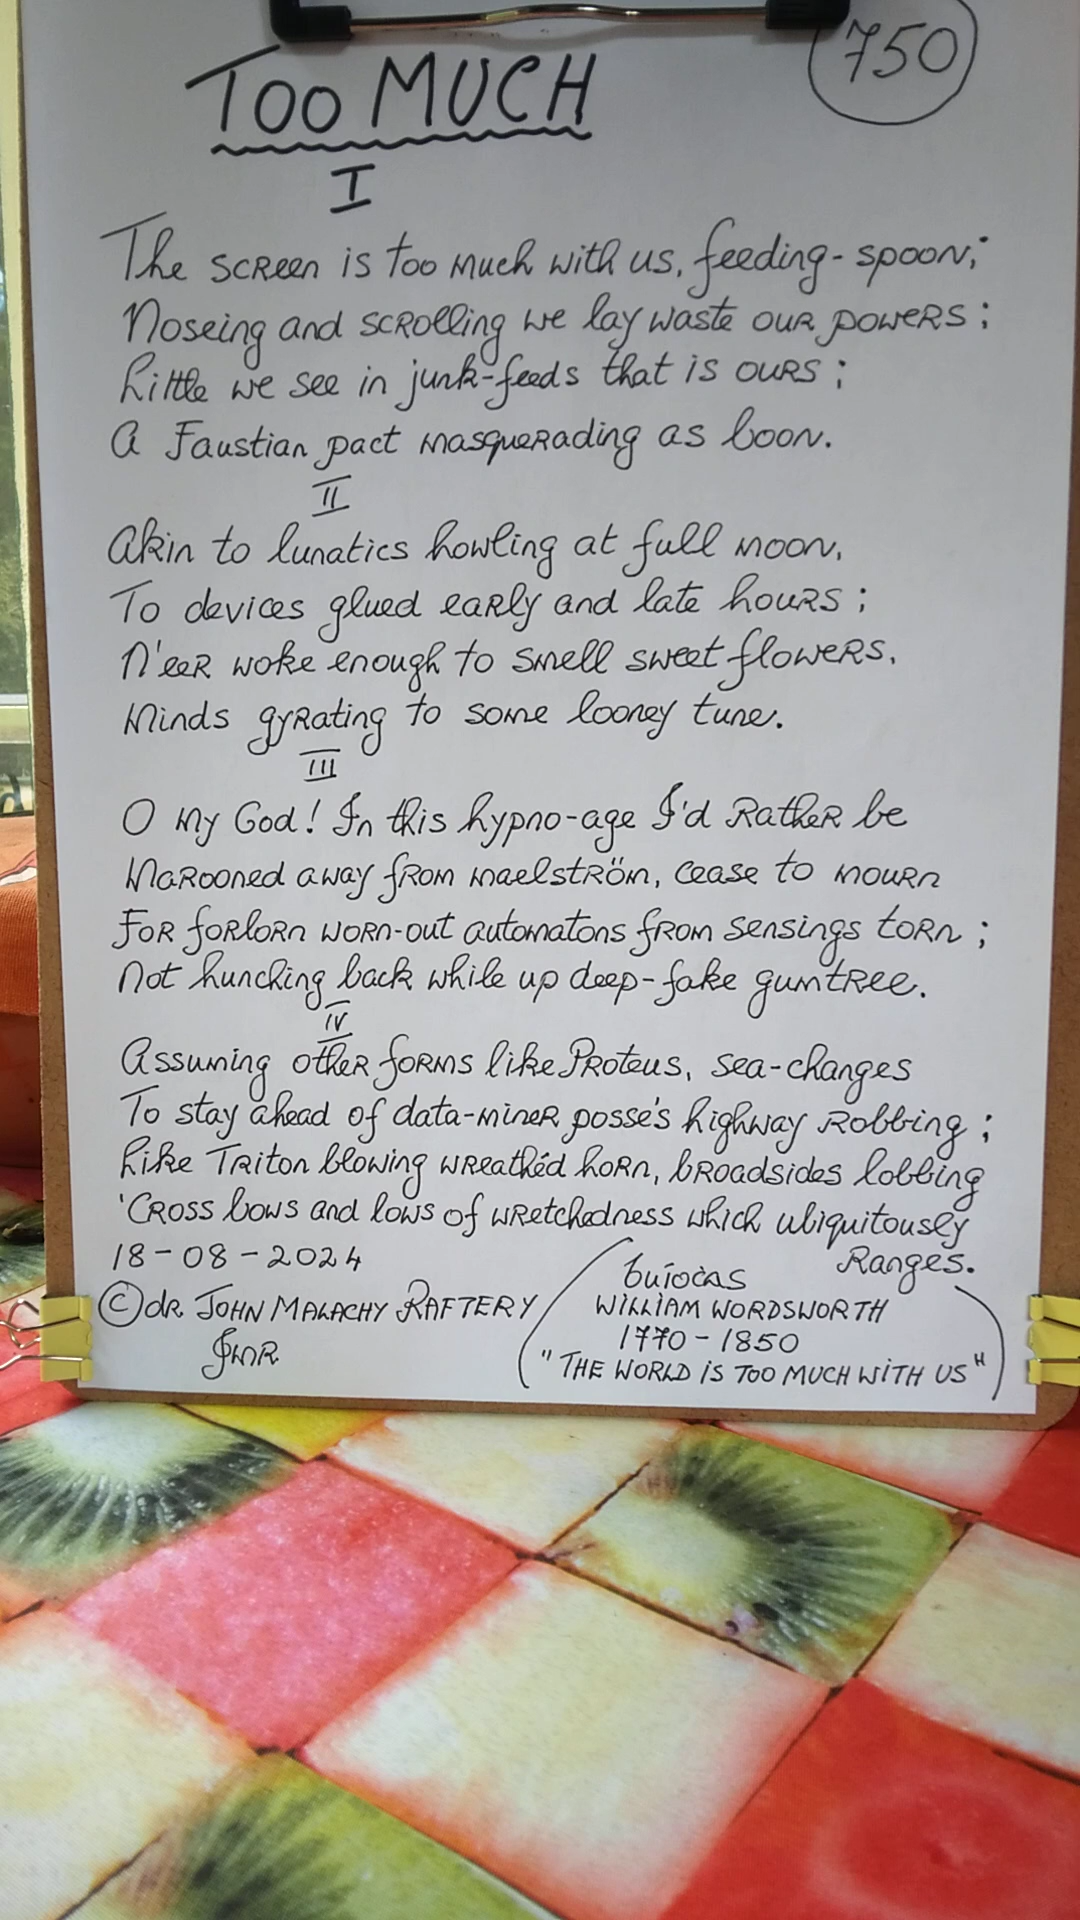 TOO MUCH
750
I
The screen is too much with us, feeding-spoon;
Noseing and scrolling we lay waste our powers;
Little we see in junk-feeds that is ours;
A Faustian pact masquerading as boon.
II
Akin to lunatics howling at full moon,
To devices glued early and late hours;
N'eer woke enough to smell sweet flowers,
Minds gyrating to some looney tune.
III
O my God! In this hypno-age I'd rather be
Marooned away from maelström, cease to mourn
For forlorn worn-out automatons from sensings torn;
Not hunching back while up deep-fake gumtree.
IV
Assuming other forms like Proteus, sea-changes
To stay ahead of data-miner posse's highway robbing;
Like Triton blowing wreathéd horn, broadsides lobbing
'Cross bows and lows of wretchedness which ubiquitously
Ranges.
18-08-2024
© dr. JOHN MALACHY RAFTERY
JMR
(buíochas
WILLIAM WORDSWORTH
1770-1850
"THE WORLD IS TOO MUCH WITH US")